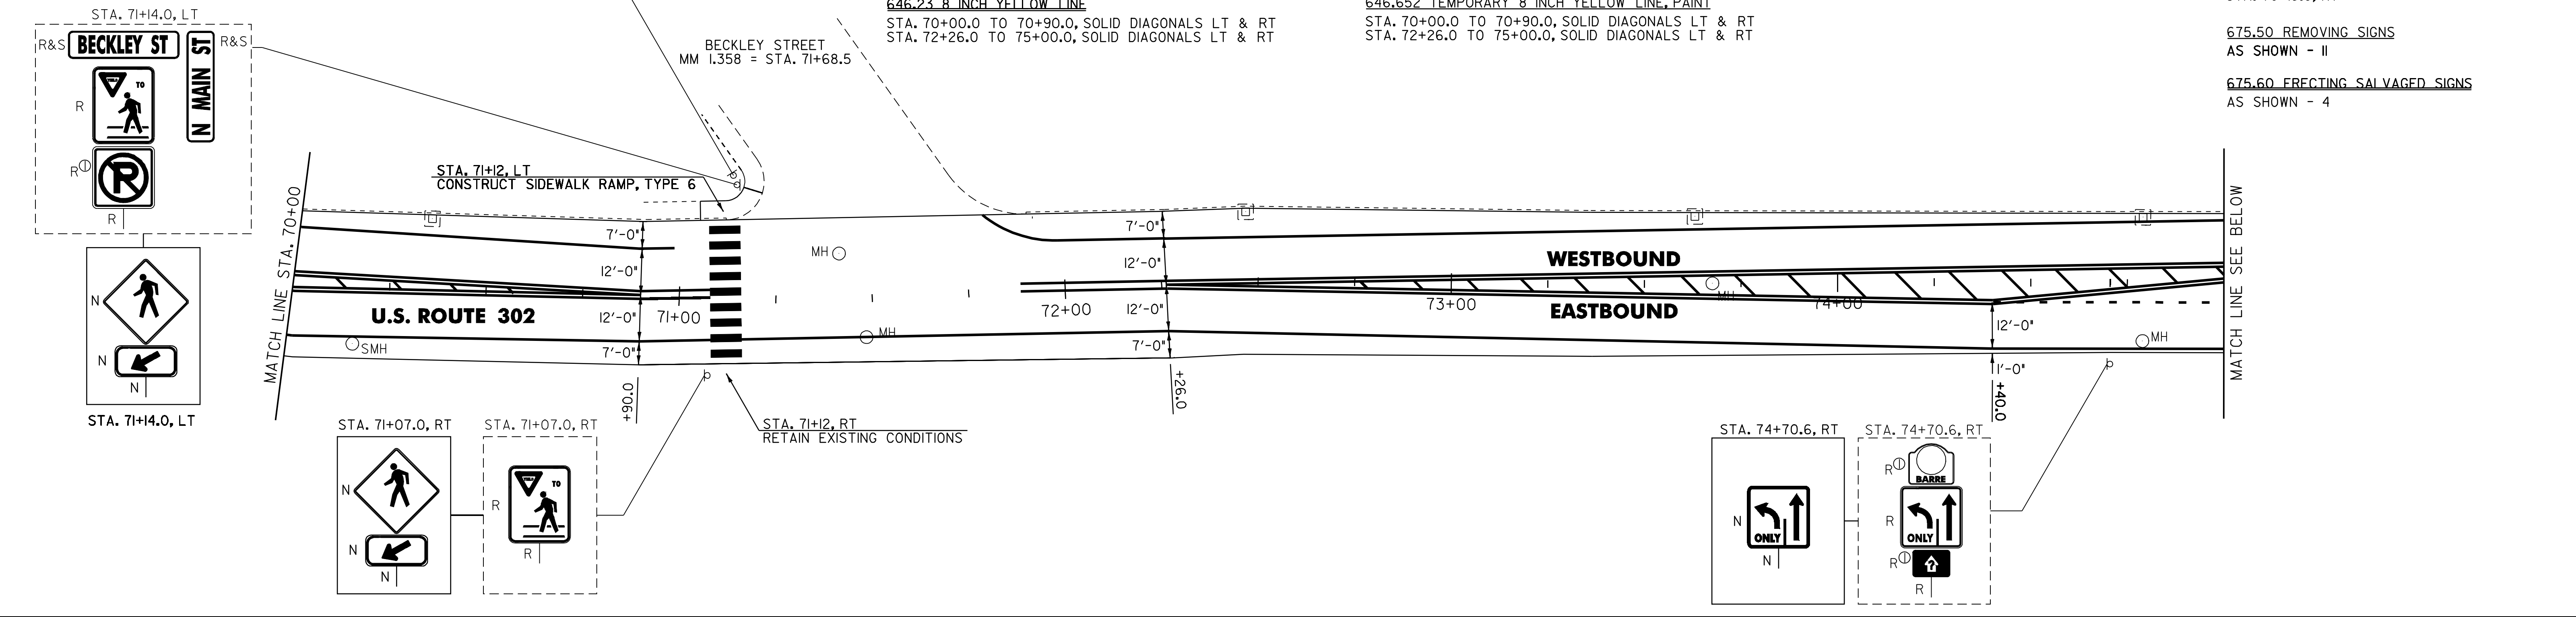 646.23 8 INCH YELLOW LINE
STA. 70+00.0 TO 70+90.0, SOLID DIAGONALS LT & RT
STA. 72+26.0 TO 75+00.0, SOLID DIAGONALS LT & RT
646.652 TEMPORARY 8 INCH YELLOW LINE, PAINT
STA. 70+00.0 TO 70+90.0, SOLID DIAGONALS LT & RT
STA. 72+26.0 TO 75+00.0, SOLID DIAGONALS LT & RT
675.50 REMOVING SIGNS
AS SHOWN - 11
675.60 ERECTING SALVAGED SIGNS
AS SHOWN - 4
STA. 71+14.0, LT
R&S
BECKLEY ST
N MAIN ST
R&S
R
TO
R
P
R
N
N
N
STA. 71+14.0, LT
BECKLEY STREET
MM 1.358 = STA. 71+68.5
STA. 71+12, LT
CONSTRUCT SIDEWALK RAMP, TYPE 6
MATCH LINE STA. 70+00
7'-0"
12'-0"
12'-0"
7'-0"
+90.0
U.S. ROUTE 302
SMH
71+00
MH
MH
72+00
7'-0"
12'-0"
12'-0"
7'-0"
+26.0
WESTBOUND
EASTBOUND
73+00
MH
74+00
12'-0"
1'-0"
+40.0
MH
MATCH LINE SEE BELOW
STA. 71+12, RT
RETAIN EXISTING CONDITIONS
STA. 71+07.0, RT
N
N
N
STA. 71+07.0, RT
TO
R
R
STA. 74+70.6, RT
N
ONLY
N
STA. 74+70.6, RT
R
BARRE
R
ONLY
R
R